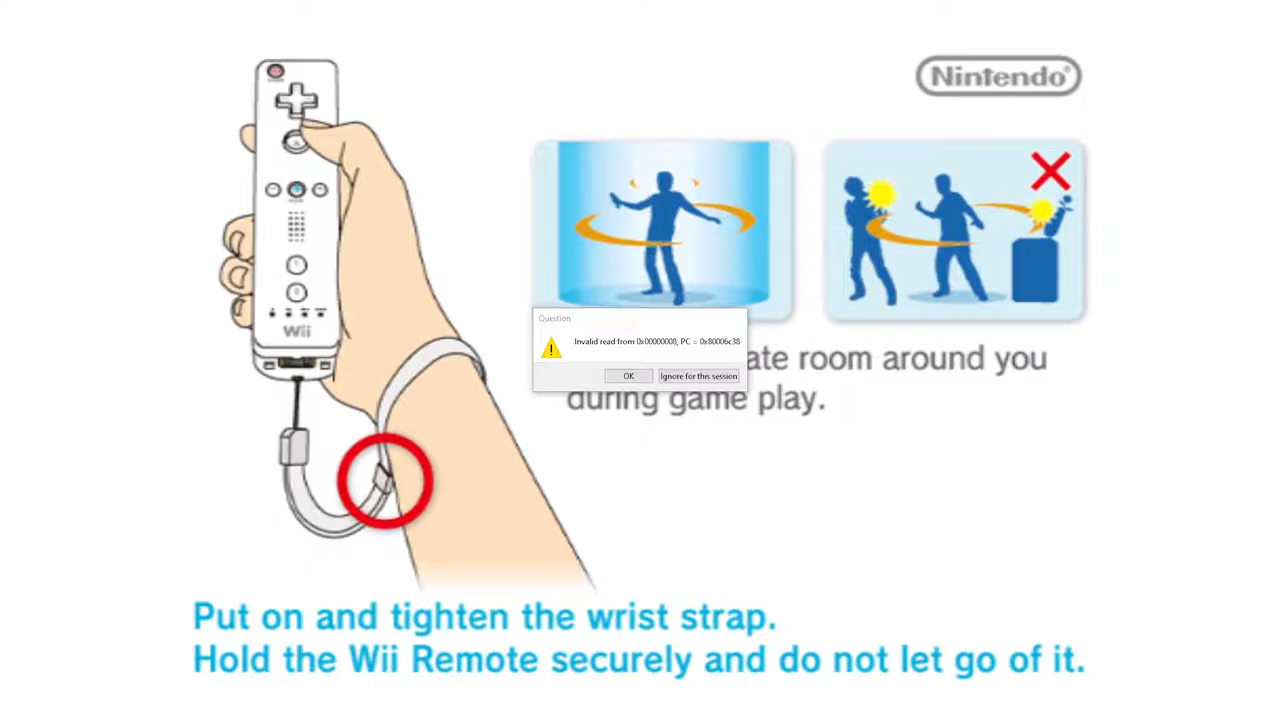 Nintendo®
Question
Invalid read from 0x00000008, PC = 0x80006c38
OK
Ignore for this session
ate room around you
during game play.
Wii
Put on and tighten the wrist strap.
Hold the Wii Remote securely and do not let go of it.